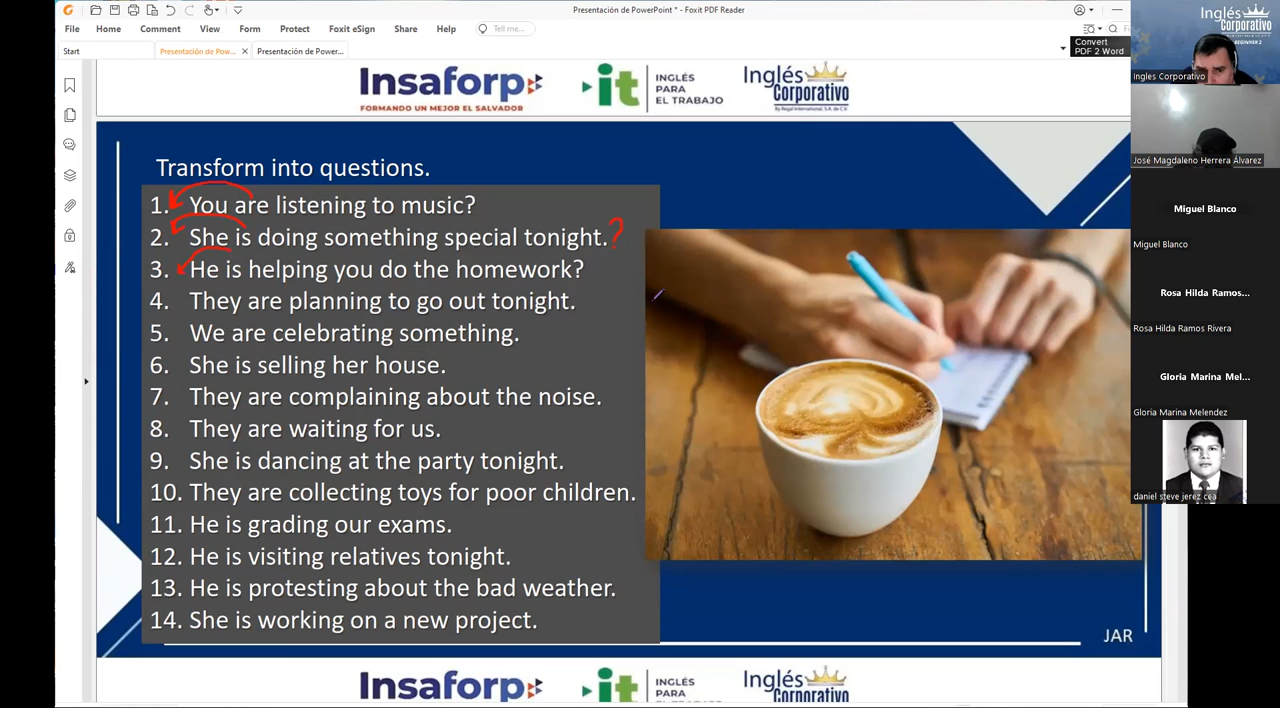 Presentación de PowerPoint * - Foxit PDF Reader
File Home Comment View Form Protect Foxit eSign Share Help Tell me...
Start Presentación de Pow... Presentación de Power...
Convert
PDF 2 Word
Insaforp
FORMANDO UN MEJOR EL SALVADOR
it
INGLÉS
PARA
EL TRABAJO
Inglés
Corporativo
By Regal International, S.A. de C.V.
Transform into questions.
1. You are listening to music?
2. She is doing something special tonight.?
3. He is helping you do the homework?
4. They are planning to go out tonight.
5. We are celebrating something.
6. She is selling her house.
7. They are complaining about the noise.
8. They are waiting for us.
9. She is dancing at the party tonight.
10. They are collecting toys for poor children.
11. He is grading our exams.
12. He is visiting relatives tonight.
13. He is protesting about the bad weather.
14. She is working on a new project.
JAR
Insaforp
it
INGLÉS
PARA
Inglés
Corporativo
Inglés
Corporativo
BEGINNER 2
Ingles Corporativo
José Magdaleno Herrera Álvarez
Miguel Blanco
Miguel Blanco
Rosa Hilda Ramos...
Rosa Hilda Ramos Rivera
Gloria Marina Mel...
Gloria Marina Melendez
daniel steve jerez cea